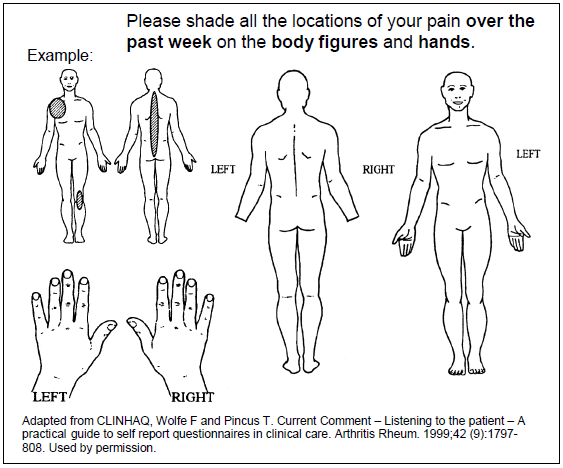 Please shade all the locations of your pain over the
past week on the body figures and hands.
Example:
LEFT
RIGHT
LEFT
LEFT
RIGHT
Adapted from CLINHAQ, Wolfe F and Pincus T. Current Comment – Listening to the patient – A
practical guide to self report questionnaires in clinical care. Arthritis Rheum. 1999;42 (9):1797-
808. Used by permission.